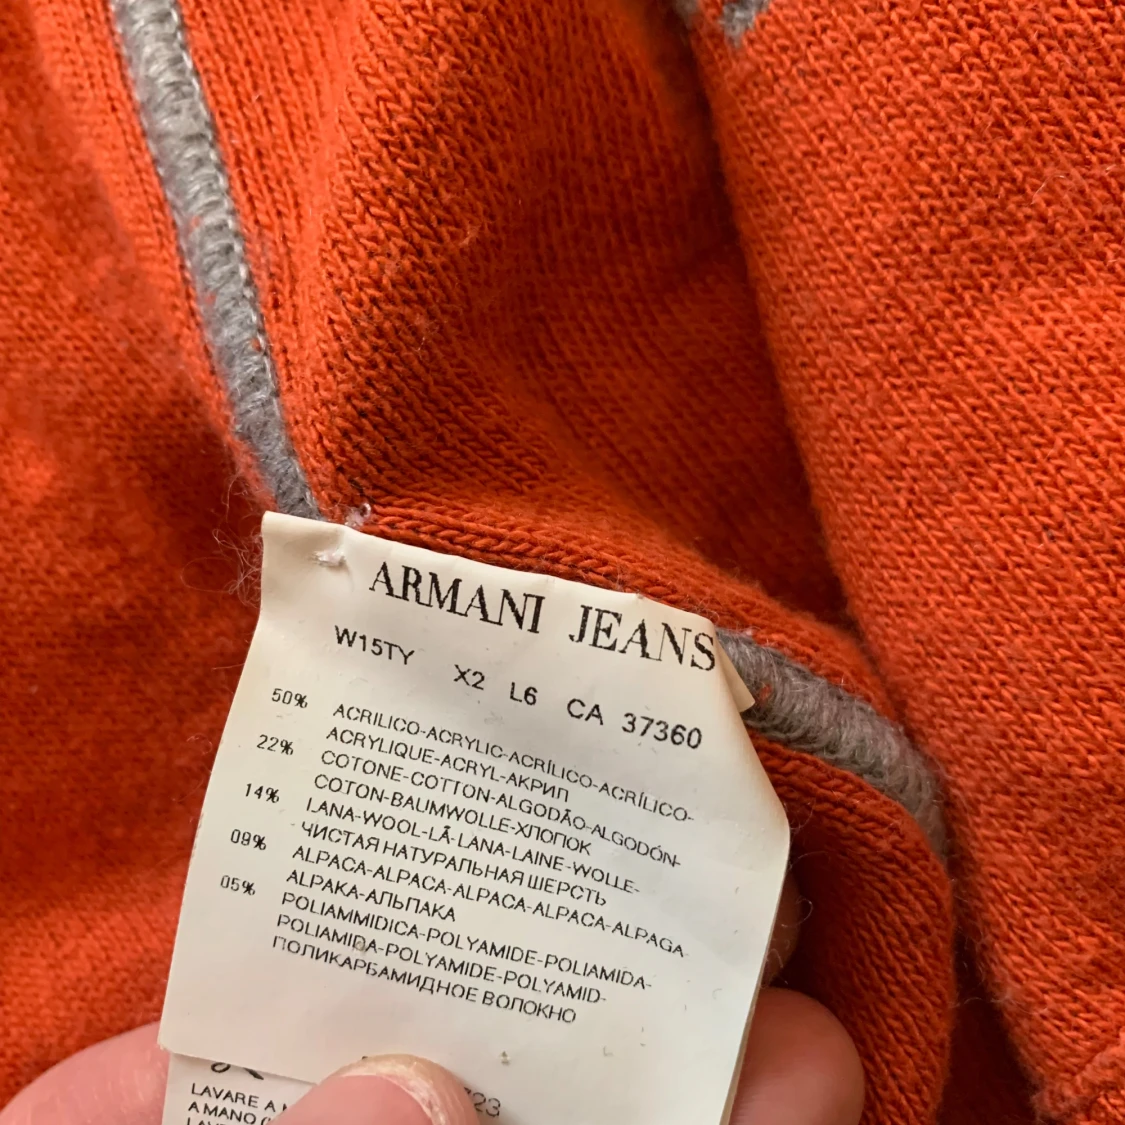 ARMANI JEANS
W15TY X2 L6 CA 37360
50% ACRILICO-ACRYLIC-ACRÍLICO-ACRÍLICO-
ACRYLIQUE-ACRYL-АКРИЛ
22% COTONE-COTTON-ALGODÃO-ALGODÓN-
COTON-BAUMWOLLE-ХЛОПОК
14% LANA-WOOL-LÃ-LANA-LAINE-WOLLE-
ЧИСТАЯ НАТУРАЛЬНАЯ ШЕРСТЬ
09% ALPACA-ALPACA-ALPACA-ALPACA-ALPAGA-
ALPAKA-АЛЬПАКА
05% POLIAMMIDICA-POLYAMIDE-POLIAMIDA-
POLIAMIDA-POLYAMIDE-POLYAMID-
ПОЛИКАРБАМИДНОЕ ВОЛОКНО
LAVARE A
A MANO